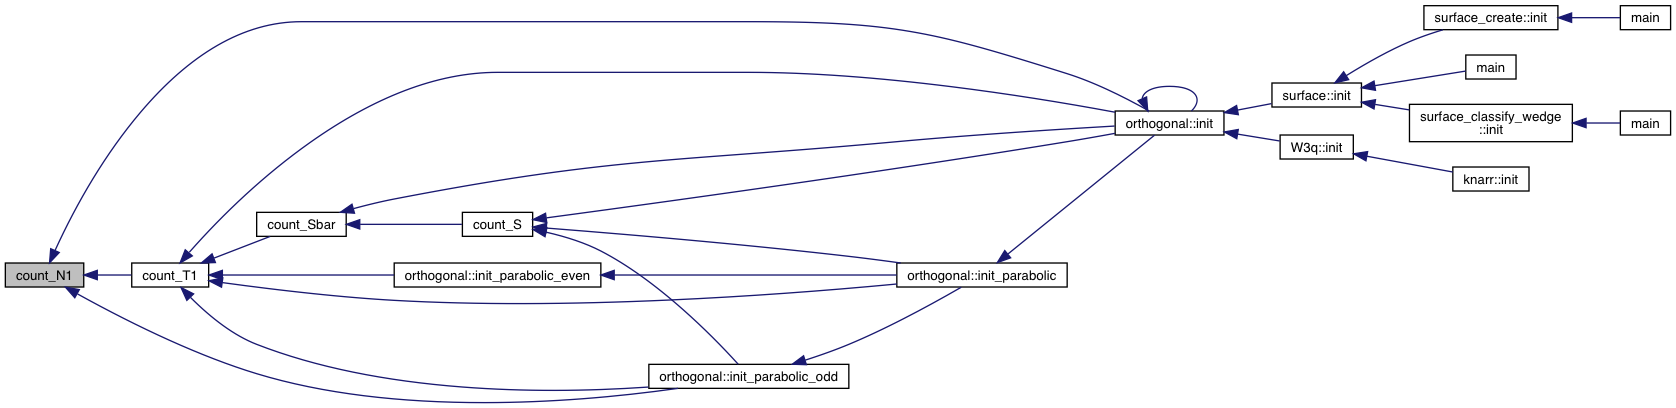 surface_create::init
main
main
surface::init
surface_classify_wedge
::init
main
orthogonal::init
W3q::init
knarr::init
count_Sbar
count_S
count_N1
count_T1
orthogonal::init_parabolic_even
orthogonal::init_parabolic
orthogonal::init_parabolic_odd